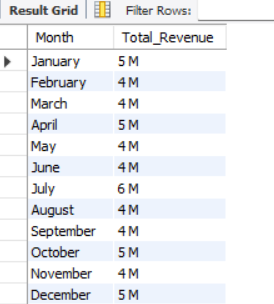 Result Grid Filter Rows:
Month Total_Revenue
January 5 M
February 4 M
March 4 M
April 5 M
May 4 M
June 4 M
July 6 M
August 4 M
September 4 M
October 5 M
November 4 M
December 5 M